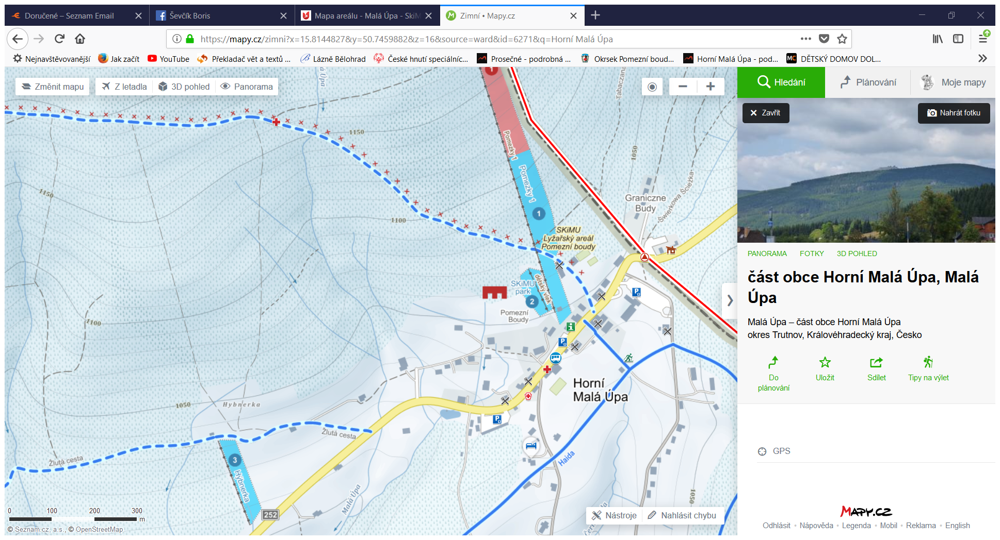 Doručené – Seznam Email
Ševčík Boris
Mapa areálu - Malá Úpa - SkiM
Zimní • Mapy.cz
https://mapy.cz/zimni?x=15.8144827&y=50.7459882&z=16&source=ward&id=6271&q=Horní Malá Úpa
Nejnavštěvovanější
Jak začít
YouTube
Překladač vět a textů ...
Lázně Bělohrad
České hnutí speciálníc...
Prosečné - podrobná ...
Okrsek Pomezní boud...
Horní Malá Úpa - pod...
MC
DĚTSKÝ DOMOV DOL...
Změnit mapu
Z letadla
3D pohled
Panorama
Hledání
Plánování
Moje mapy
Zavřít
Nahrát fotku
á Úpa
Tabaczana
1
1150
Pomezky 1
1050
Pomezky 1
Świerkowa Ścieżka
1150
Graniczne
Budy
1
1100
SKiMU
Lyžařský areál
Pomezní boudy
SKiMU
park
dětský vlek
2
Pomezní
Boudy
1100
Horní
Malá Úpa
1050
Hybnerka
Žlutá cesta
Žlutá cesta
3
Hybnerka
Haida
Malá Úpa
1050
252
0 100 200 300 m
© Seznam.cz, a.s., © OpenStreetMap
Nástroje
Nahlásit chybu
PANORAMA FOTKY 3D POHLED
část obce Horní Malá Úpa, Malá
Úpa
Malá Úpa – část obce Horní Malá Úpa
okres Trutnov, Královéhradecký kraj, Česko
Do
plánování
Uložit
Sdílet
Tipy na výlet
GPS
MAPY.CZ
Odhlásit • Nápověda • Legenda • Mobil • Reklama • English